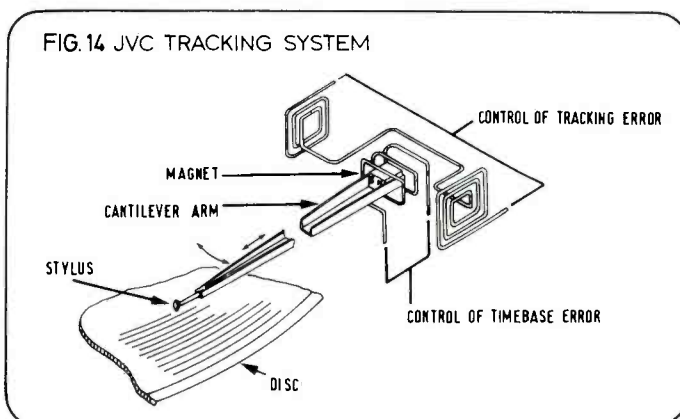 FIG. 14 JVC TRACKING SYSTEM
CONTROL OF TRACKING ERROR
MAGNET
CANTILEVER ARM
STYLUS
CONTROL OF TIMEBASE ERROR
DISC